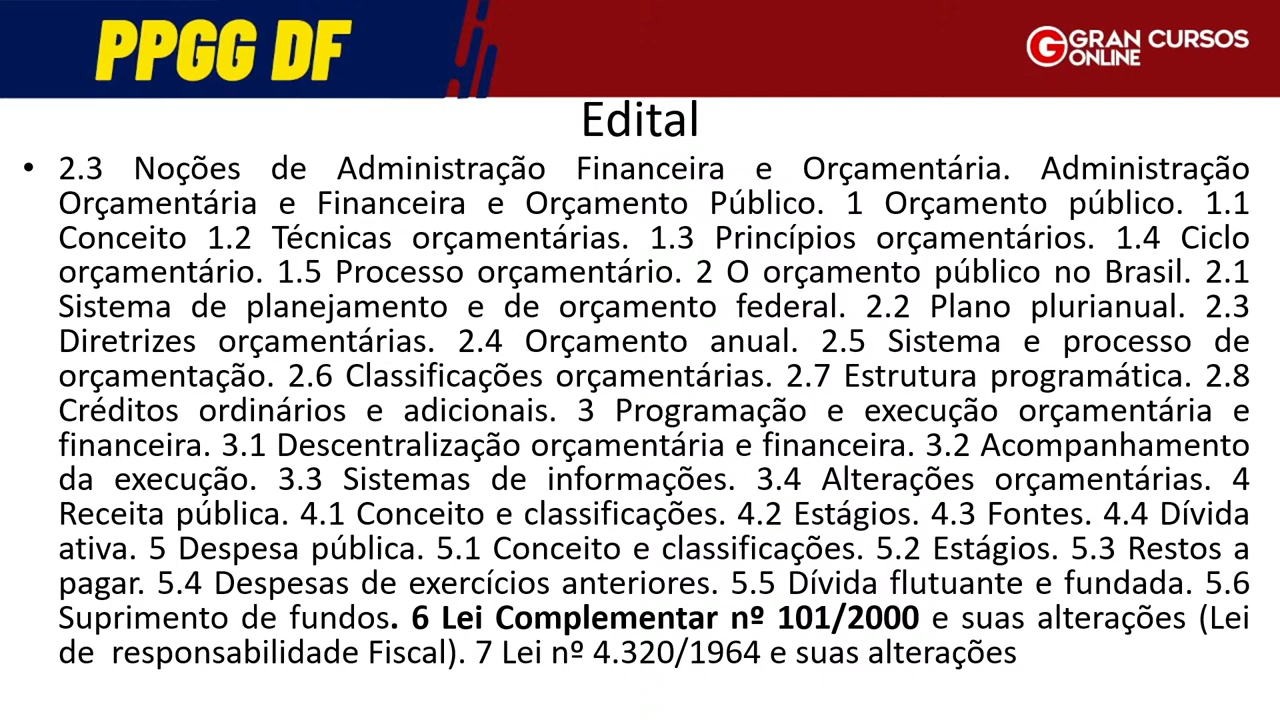 PPGG DF
GRAN CURSOS
ONLINE
Edital
• 2.3 Noções de Administração Financeira e Orçamentária. Administração
Orçamentária e Financeira e Orçamento Público. 1 Orçamento público. 1.1
Conceito 1.2 Técnicas orçamentárias. 1.3 Princípios orçamentários. 1.4 Ciclo
orçamentário. 1.5 Processo orçamentário. 2 O orçamento público no Brasil. 2.1
Sistema de planejamento e de orçamento federal. 2.2 Plano plurianual. 2.3
Diretrizes orçamentárias. 2.4 Orçamento anual. 2.5 Sistema e processo de
orçamentação. 2.6 Classificações orçamentárias. 2.7 Estrutura programática. 2.8
Créditos ordinários e adicionais. 3 Programação e execução orçamentária e
financeira. 3.1 Descentralização orçamentária e financeira. 3.2 Acompanhamento
da execução. 3.3 Sistemas de informações. 3.4 Alterações orçamentárias. 4
Receita pública. 4.1 Conceito e classificações. 4.2 Estágios. 4.3 Fontes. 4.4 Dívida
ativa. 5 Despesa pública. 5.1 Conceito e classificações. 5.2 Estágios. 5.3 Restos a
pagar. 5.4 Despesas de exercícios anteriores. 5.5 Dívida flutuante e fundada. 5.6
Suprimento de fundos. 6 Lei Complementar nº 101/2000 e suas alterações (Lei
de responsabilidade Fiscal). 7 Lei nº 4.320/1964 e suas alterações